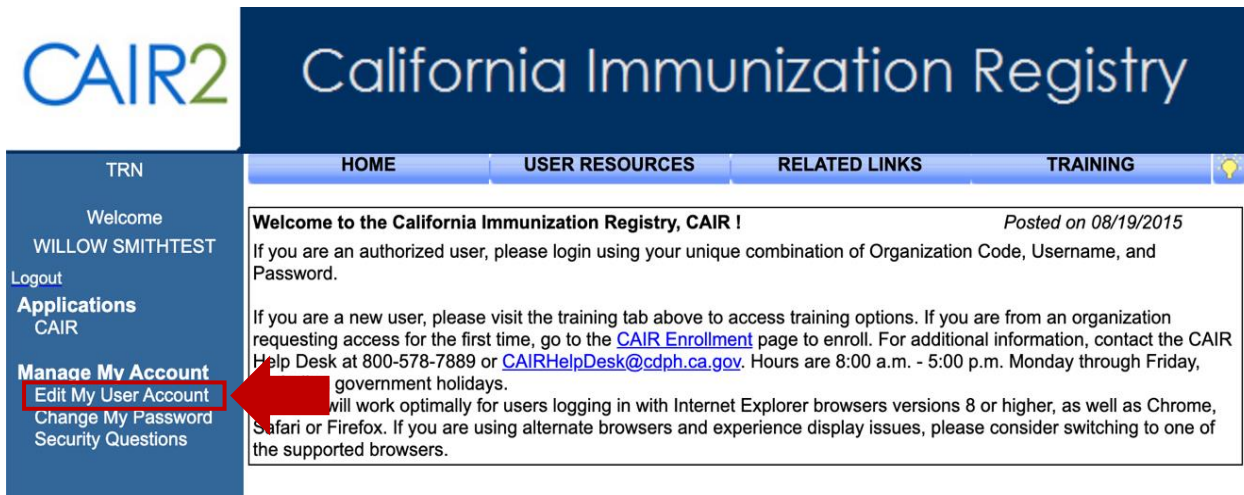 CAIR2
California Immunization Registry
TRN
HOME USER RESOURCES RELATED LINKS TRAINING
Welcome
WILLOW SMITHTEST
Logout
Applications
CAIR
Manage My Account
Edit My User Account
Change My Password
Security Questions
Welcome to the California Immunization Registry, CAIR ! Posted on 08/19/2015
If you are an authorized user, please login using your unique combination of Organization Code, Username, and
Password.
If you are a new user, please visit the training tab above to access training options. If you are from an organization
requesting access for the first time, go to the CAIR Enrollment page to enroll. For additional information, contact the CAIR
Help Desk at 800-578-7889 or CAIRHelpDesk@cdph.ca.gov. Hours are 8:00 a.m. - 5:00 p.m. Monday through Friday,
government holidays.
will work optimally for users logging in with Internet Explorer browsers versions 8 or higher, as well as Chrome,
Safari or Firefox. If you are using alternate browsers and experience display issues, please consider switching to one of
the supported browsers.